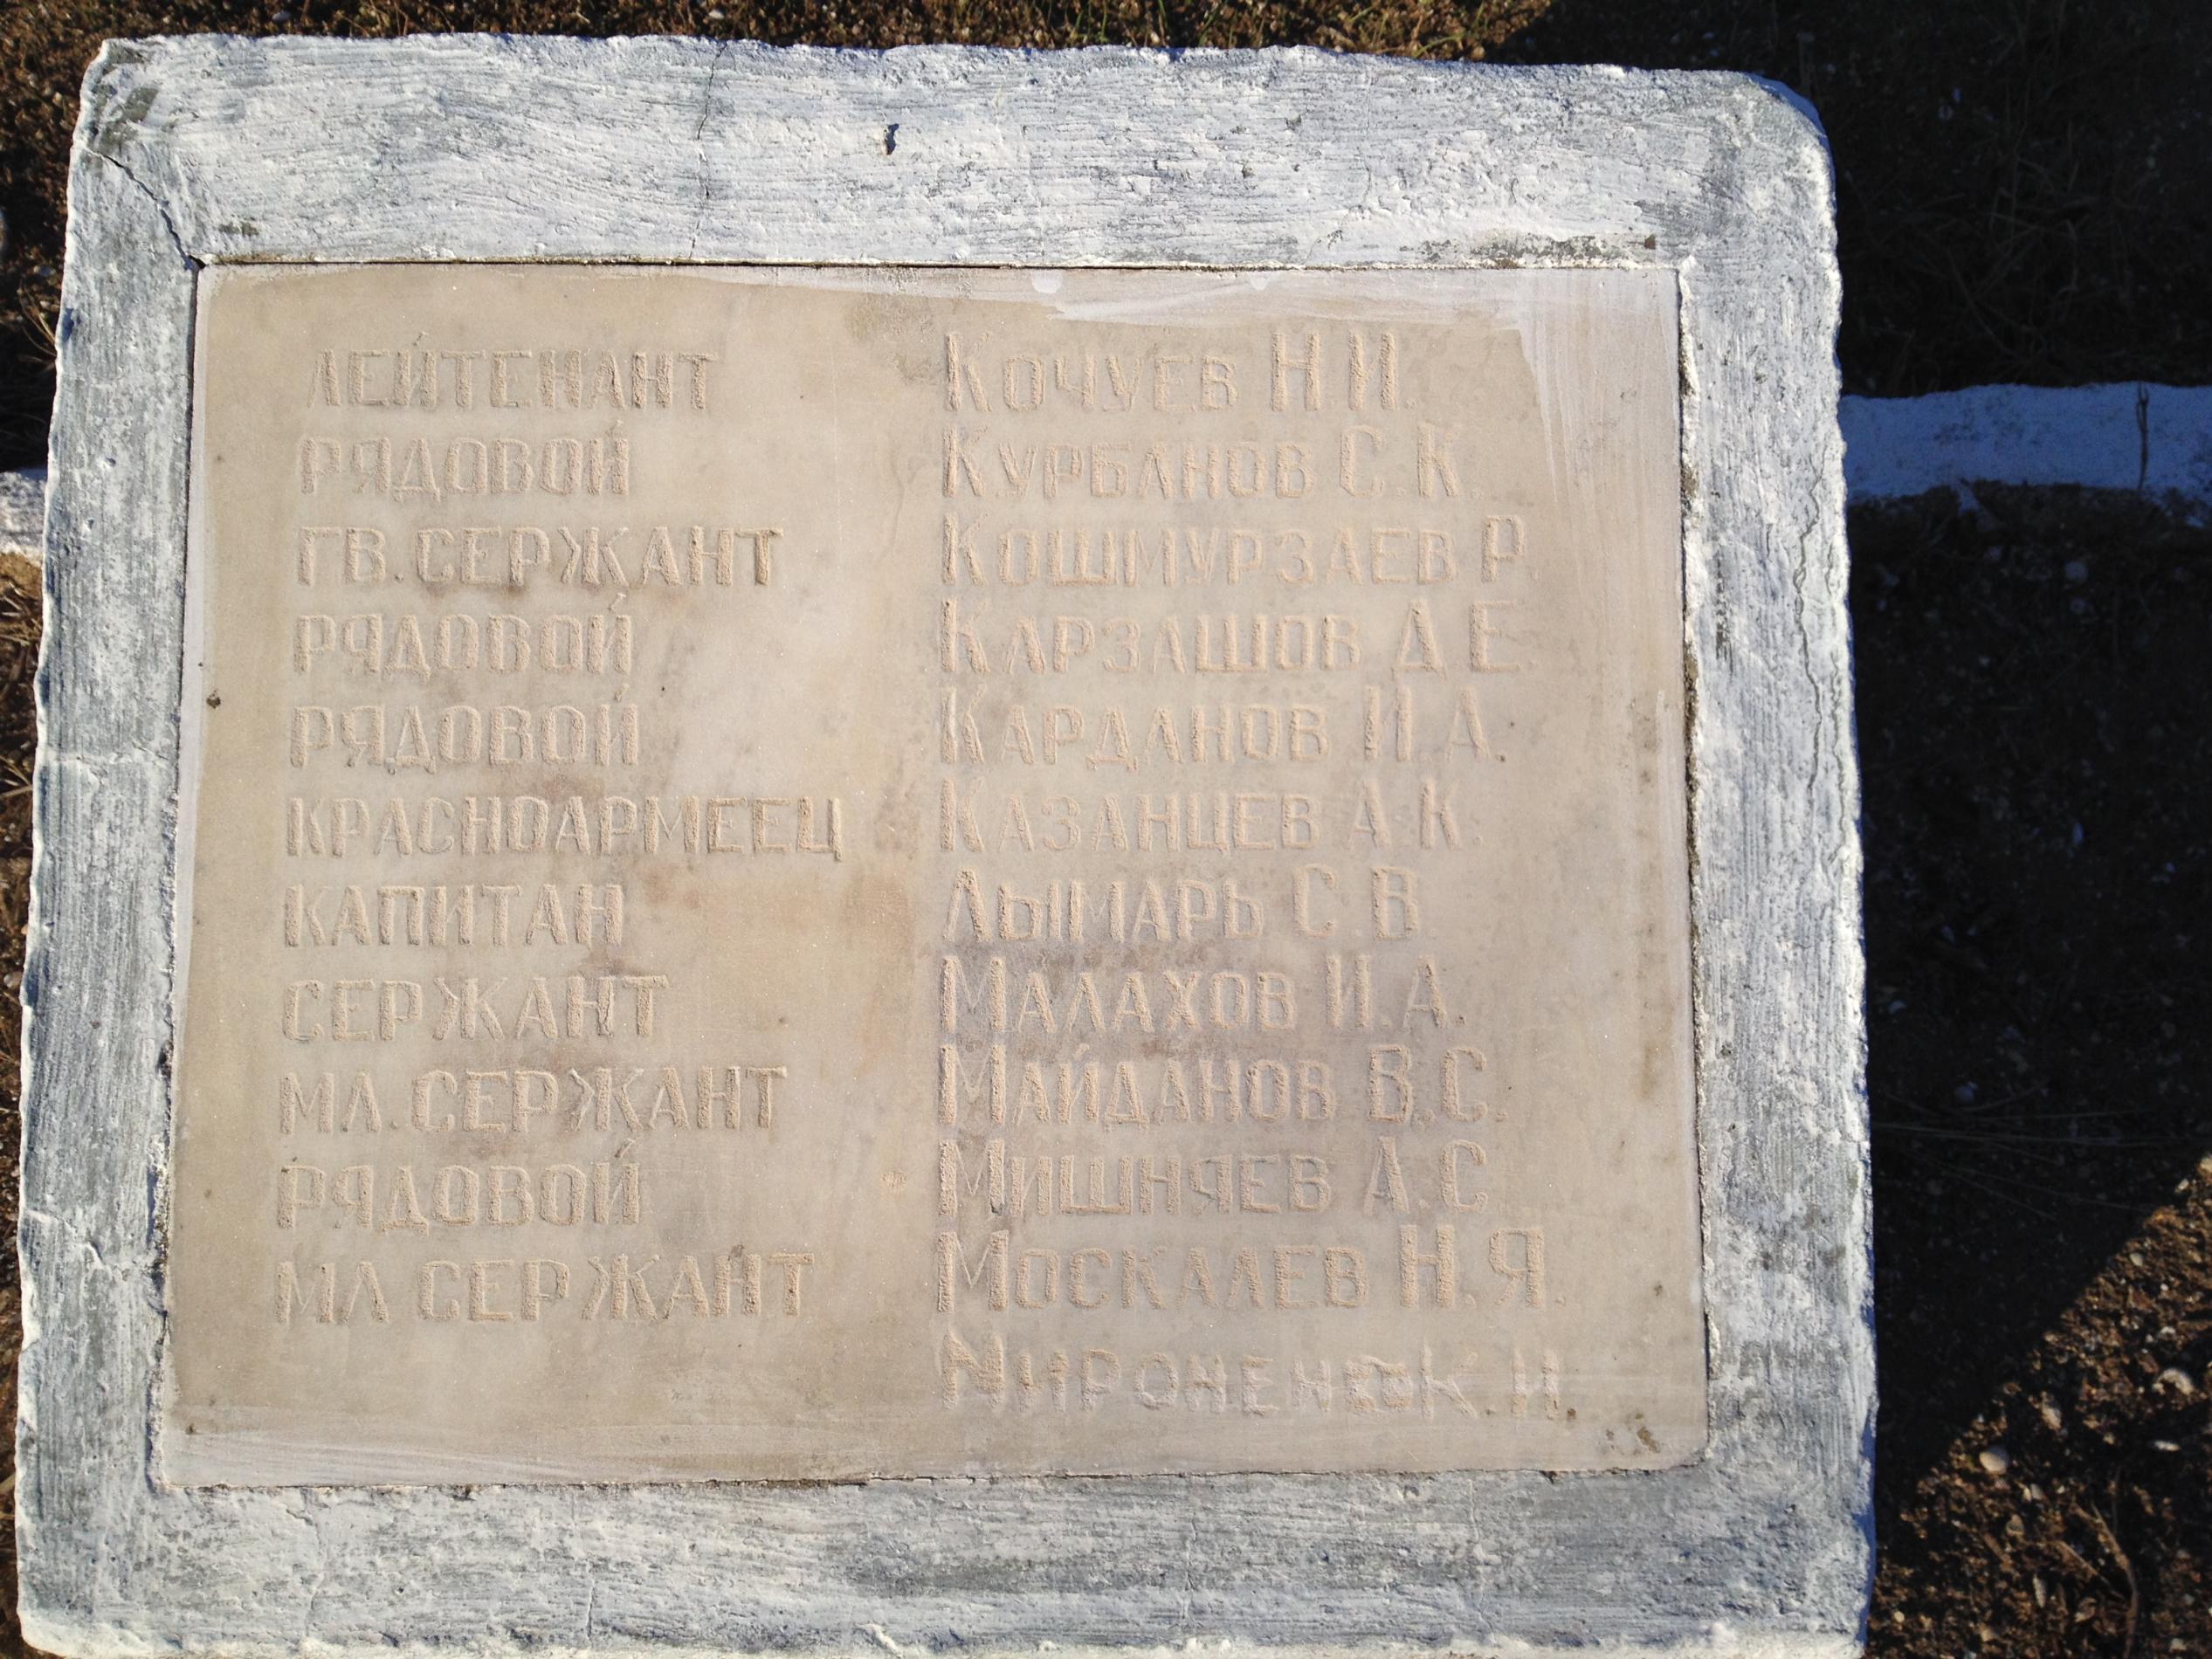 ЛЕЙТЕНАНТ КОЧУЕВ Н.И.
РЯДОВОЙ КУРБАНОВ С.К.
ГВ. СЕРЖАНТ КОШМУРЗАЕВ Р.
РЯДОВОЙ КАРЗАШОВ Д.Е.
РЯДОВОЙ КАРДАНОВ И.А.
КРАСНОАРМЕЕЦ КАЗАНЦЕВ А.К.
КАПИТАН ЛЫМАРЬ С.В.
СЕРЖАНТ МАЛАХОВ И.А.
МЛ. СЕРЖАНТ МАЙДАНОВ В.С.
РЯДОВОЙ МИШНЯЕВ А.С.
МЛ СЕРЖАНТ МОСКАЛЕВ Н.Я.
К.И